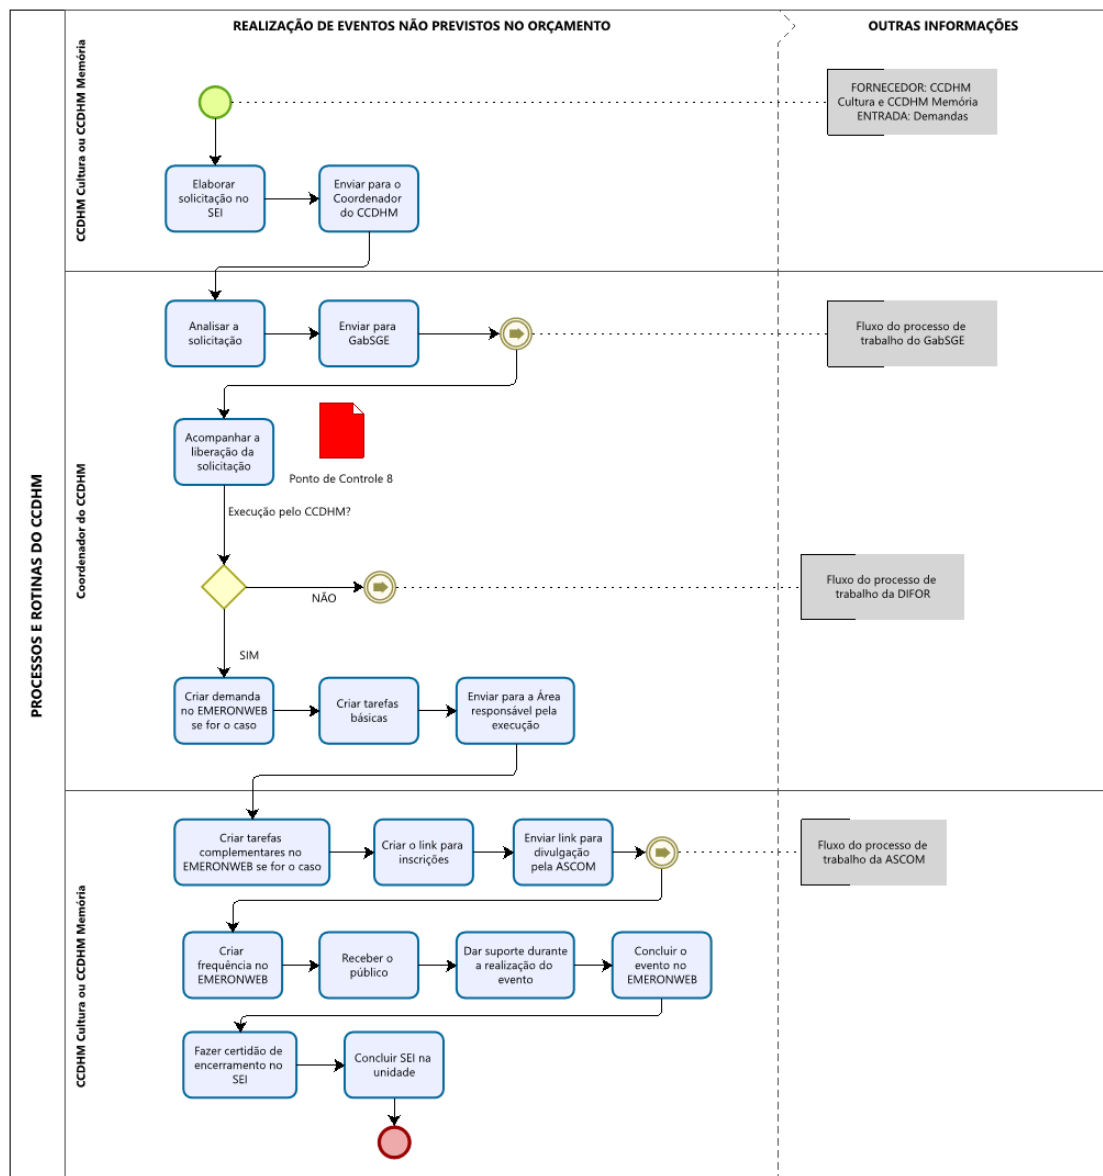 REALIZAÇÃO DE EVENTOS NÃO PREVISTOS NO ORÇAMENTO
OUTRAS INFORMAÇÕES
PROCESSOS E ROTINAS DO CCDHM
CCDHM Cultura ou CCDHM Memória
FORNECEDOR: CCDHM
Cultura e CCDHM Memória
ENTRADA: Demandas
Elaborar
solicitação no
SEI
Enviar para o
Coordenador
do CCDHM
Coordenador do CCDHM
Analisar a
solicitação
Enviar para
GabSGE
Fluxo do processo de
trabalho do GabSGE
Acompanhar a
liberação da
solicitação
Ponto de Controle 8
Execução pelo CCDHM?
NÃO
Fluxo do processo de
trabalho da DIFOR
SIM
Criar demanda
no EMERONWEB
se for o caso
Criar tarefas
básicas
Enviar para a Área
responsável pela
execução
CCDHM Cultura ou CCDHM Memória
Criar tarefas
complementares no
EMERONWEB se for o caso
Criar o link para
inscrições
Enviar link para
divulgação
pela ASCOM
Fluxo do processo de
trabalho da ASCOM
Criar
frequência no
EMERONWEB
Receber o
público
Dar suporte durante
a realização do
evento
Concluir o
evento no
EMERONWEB
Fazer certidão de
encerramento no
SEI
Concluir SEI na
unidade